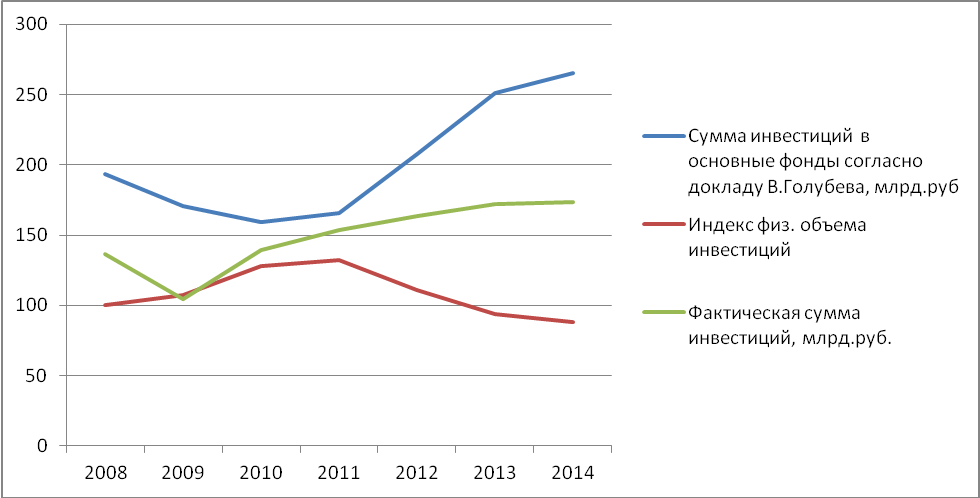 300
250
200
150
100
50
0
2008 2009 2010 2011 2012 2013 2014
Сумма инвестиций в
основные фонды согласно
докладу В.Голубева, млрд.руб
Индекс физ. объема
инвестиций
Фактическая сумма
инвестиций, млрд.руб.